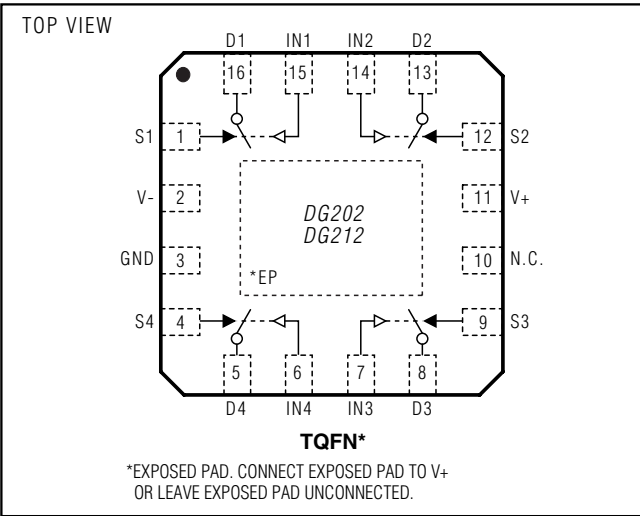 TOP VIEW
D1 IN1 IN2 D2
16 15 14 13
S1 1 12 S2
V- 2 11 V+
DG202
DG212
GND 3 10 N.C.
*EP
S4 4 9 S3
5 6 7 8
D4 IN4 IN3 D3
TQFN*
*EXPOSED PAD. CONNECT EXPOSED PAD TO V+
OR LEAVE EXPOSED PAD UNCONNECTED.